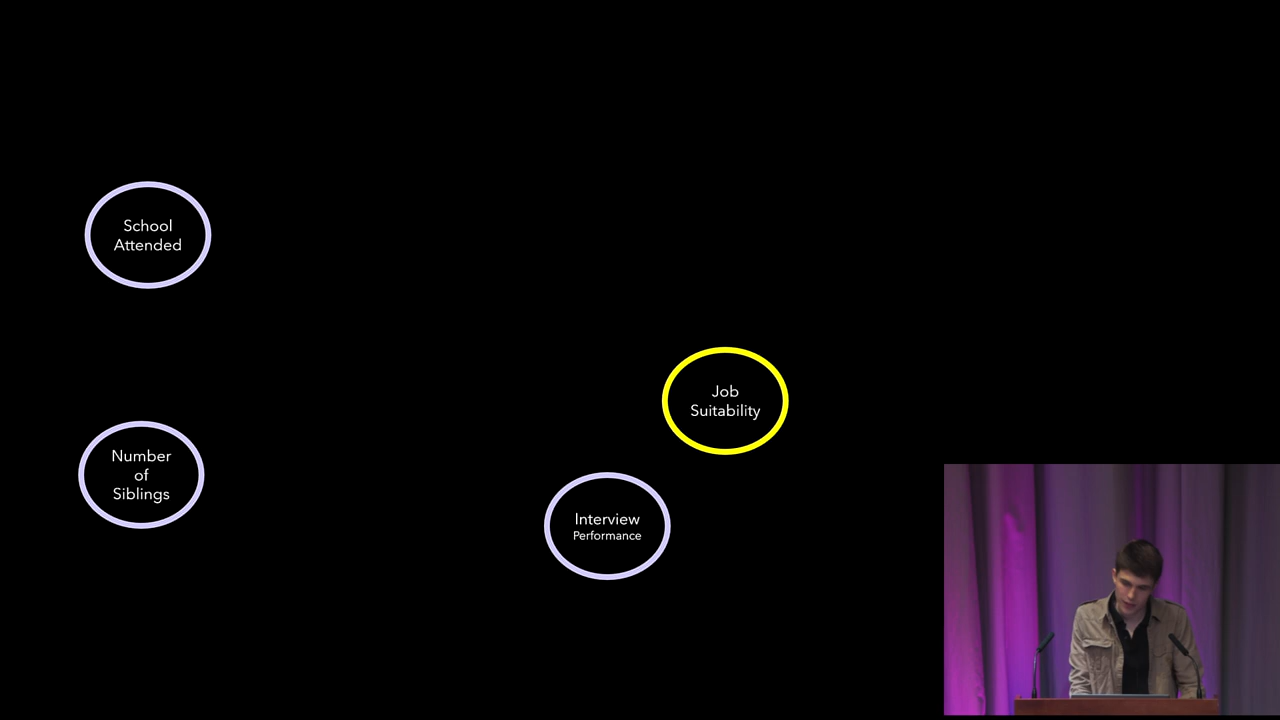 School
Attended
Number
of
Siblings
Job
Suitability
Interview
Performance